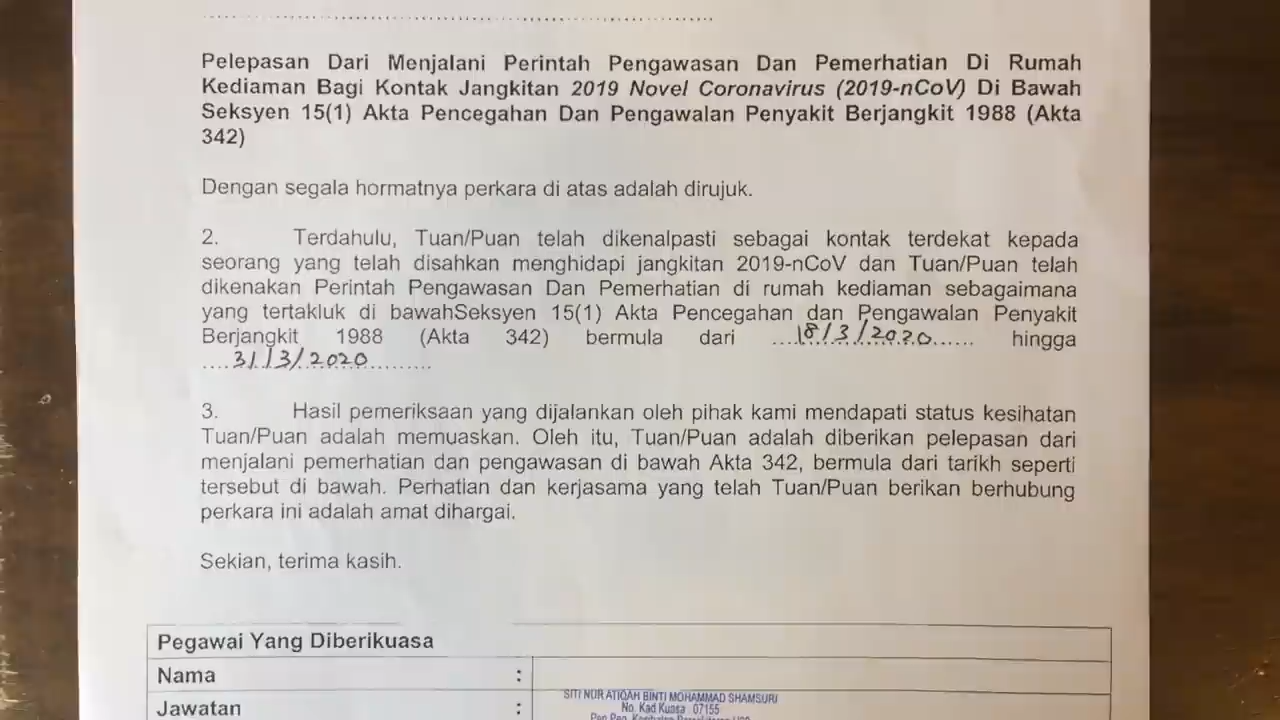 Pelepasan Dari Menjalani Perintah Pengawasan Dan Pemerhatian Di Rumah
Kediaman Bagi Kontak Jangkitan 2019 Novel Coronavirus (2019-nCoV) Di Bawah
Seksyen 15(1) Akta Pencegahan Dan Pengawalan Penyakit Berjangkit 1988 (Akta
342)
Dengan segala hormatnya perkara di atas adalah dirujuk.
2. Terdahulu, Tuan/Puan telah dikenalpasti sebagai kontak terdekat kepada
seorang yang telah disahkan menghidapi jangkitan 2019-nCoV dan Tuan/Puan telah
dikenakan Perintah Pengawasan Dan Pemerhatian di rumah kediaman sebagaimana
yang tertakluk di bawahSeksyen 15(1) Akta Pencegahan dan Pengawalan Penyakit
Berjangkit 1988 (Akta 342) bermula dari ....18/3/2020...... hingga
....31/3/2020.........
3. Hasil pemeriksaan yang dijalankan oleh pihak kami mendapati status kesihatan
Tuan/Puan adalah memuaskan. Oleh itu, Tuan/Puan adalah diberikan pelepasan dari
menjalani pemerhatian dan pengawasan di bawah Akta 342, bermula dari tarikh seperti
tersebut di bawah. Perhatian dan kerjasama yang telah Tuan/Puan berikan berhubung
perkara ini adalah amat dihargai.
Sekian, terima kasih.
Pegawai Yang Diberikuasa
Nama :
SITI NUR ATIQAH BINTI MOHAMMAD SHAMSURI
Jawatan :
No. Kad Kuasa 07155